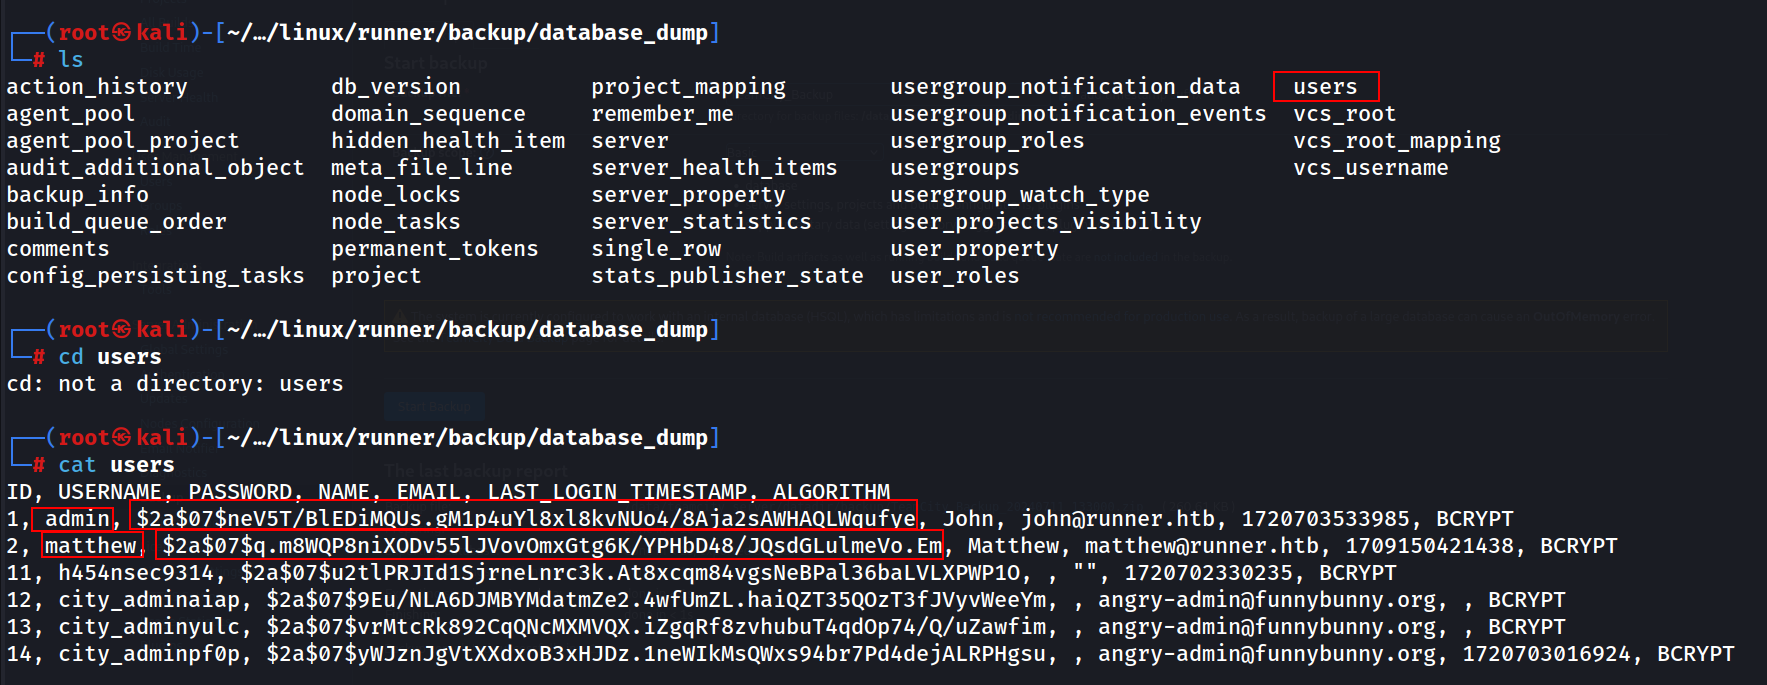 ┌──(root㉿kali)-[~/…/linux/runner/backup/database_dump]
└─# ls
action_history db_version project_mapping usergroup_notification_data users
agent_pool domain_sequence remember_me usergroup_notification_events vcs_root
agent_pool_project hidden_health_item server usergroup_roles vcs_root_mapping
audit_additional_object meta_file_line server_health_items usergroups vcs_username
backup_info node_locks server_property usergroup_watch_type
build_queue_order node_tasks server_statistics user_projects_visibility
comments permanent_tokens single_row user_property
config_persisting_tasks project stats_publisher_state user_roles
┌──(root㉿kali)-[~/…/linux/runner/backup/database_dump]
└─# cd users
cd: not a directory: users
┌──(root㉿kali)-[~/…/linux/runner/backup/database_dump]
└─# cat users
ID, USERNAME, PASSWORD, NAME, EMAIL, LAST_LOGIN_TIMESTAMP, ALGORITHM
1, admin, $2a$07$neV5T/BlEDiMQUs.gM1p4uYl8xl8kvNUo4/8Aja2sAWHAQLWqufye, John, john@runner.htb, 1720703533985, BCRYPT
2, matthew, $2a$07$q.m8WQP8niXODv55lJVovOmxGtg6K/YPHbD48/JQsdGLulmeVo.Em, Matthew, matthew@runner.htb, 1709150421438, BCRYPT
11, h454nsec9314, $2a$07$u2tlPRJId1SjrneLnrc3k.At8xcqm84vgsNeBPal36baLVLXPWP1O, , "", 1720702330235, BCRYPT
12, city_adminaiap, $2a$07$9Eu/NLA6DJMBYMdatmZe2.4wfUmZL.haiQZT35QOzT3fJVyvWeeYm, , angry-admin@funnybunny.org, , BCRYPT
13, city_adminyulc, $2a$07$vrMtcRk892CqQNcMXMVQX.iZgqRf8zvhubuT4qdOp74/Q/uZawfim, , angry-admin@funnybunny.org, , BCRYPT
14, city_adminpf0p, $2a$07$yWJznJgVtXXdxoB3xHJDz.1neWIkMsQWxs94br7Pd4dejALRPHgsu, , angry-admin@funnybunny.org, 1720703016924, BCRYPT
Start backup
The last backup report